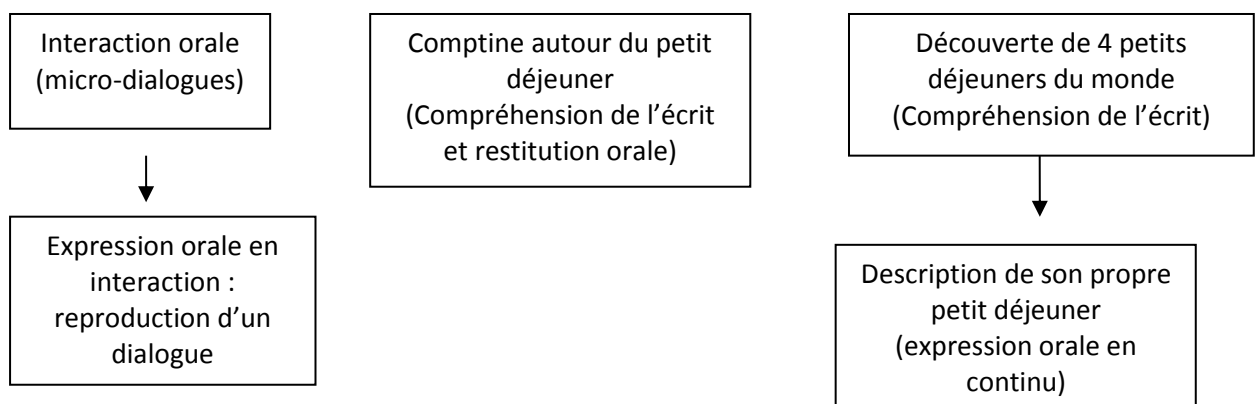 Interaction orale
(micro-dialogues)
Comptine autour du petit
déjeuner
(Compréhension de l’écrit
et restitution orale)
Découverte de 4 petits
déjeuners du monde
(Compréhension de l’écrit)
Expression orale en
interaction :
reproduction d’un
dialogue
Description de son propre
petit déjeuner
(expression orale en
continu)